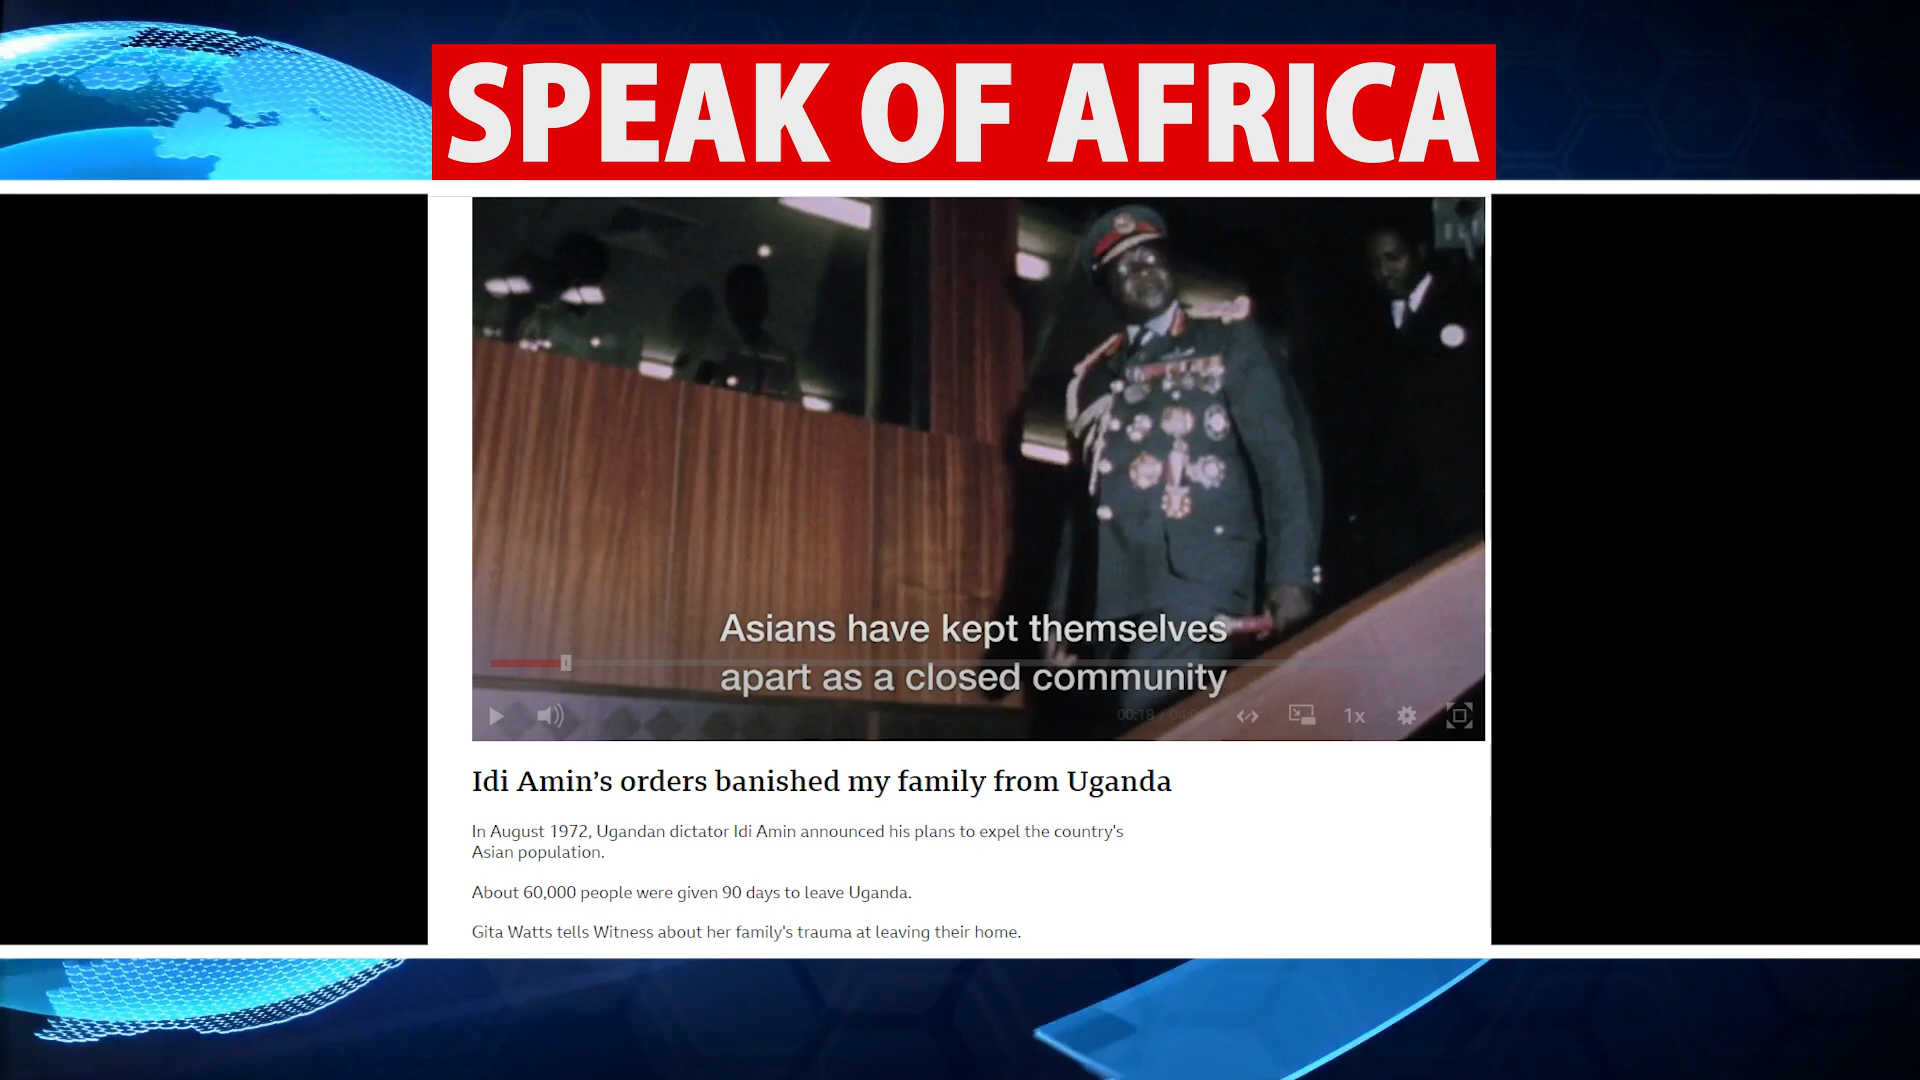 SPEAK OF AFRICA
Asians have kept themselves
apart as a closed community
1x
Idi Amin’s orders banished my family from Uganda
In August 1972, Ugandan dictator Idi Amin announced his plans to expel the country's
Asian population.
About 60,000 people were given 90 days to leave Uganda.
Gita Watts tells Witness about her family's trauma at leaving their home.